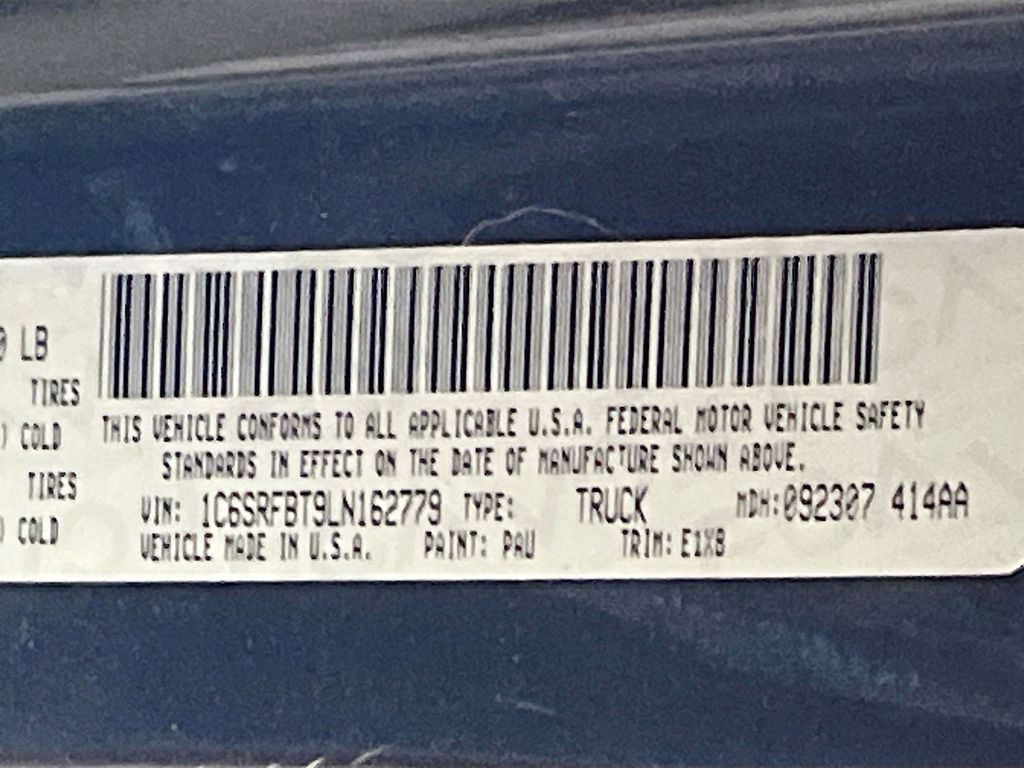 0 LB
TIRES
) COLD
TIRES
) COLD
THIS VEHICLE CONFORMS TO ALL APPLICABLE U.S.A. FEDERAL MOTOR VEHICLE SAFETY
STANDARDS IN EFFECT ON THE DATE OF MANUFACTURE SHOWN ABOVE.
VIN: 1C6SRFBT9LN162779 TYPE: TRUCK MDH:092307 414AA
VEHICLE MADE IN U.S.A. PAINT: PAU TRIM: E1X8